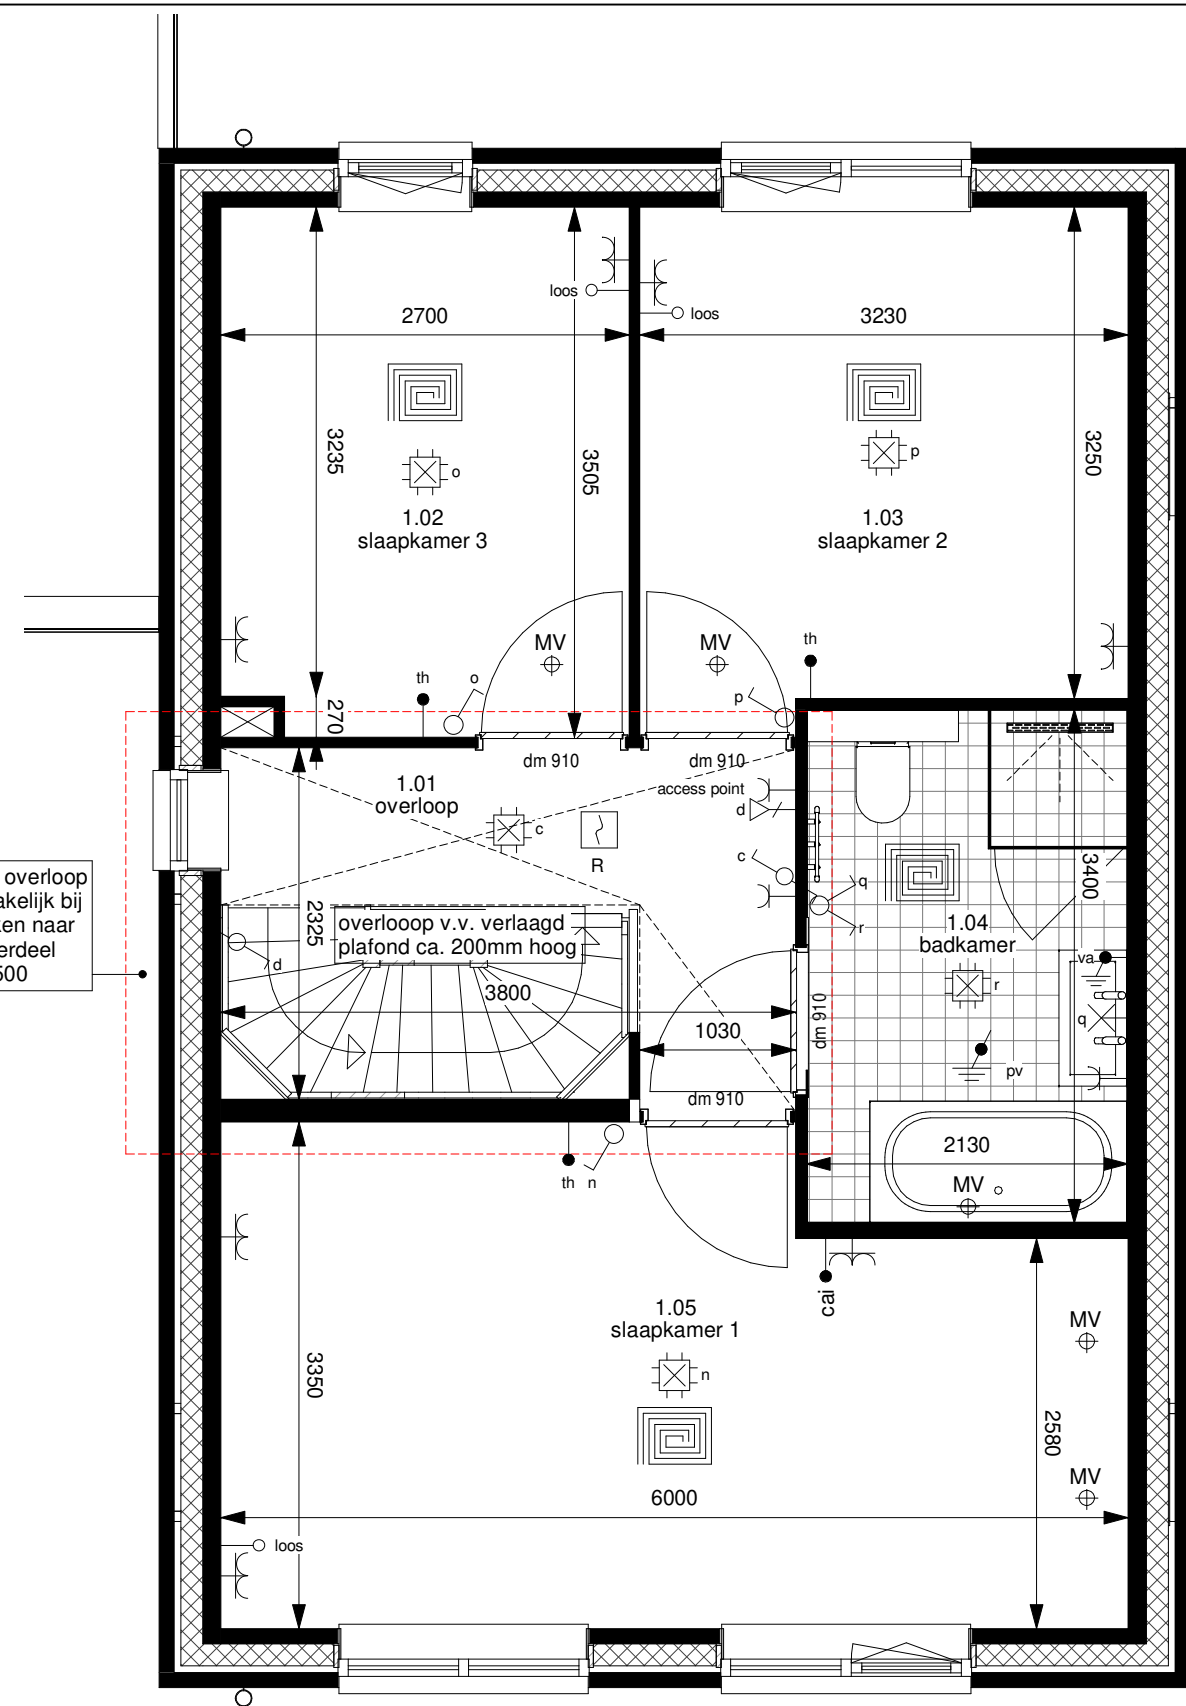 loos
loos
2700
3230
3235
3505
3250
o
p
1.02
slaapkamer 3
1.03
slaapkamer 2
MV
MV
th
th
o
p
270
dm 910
dm 910
1.01
overloop
access point
d
c
R
c
q
r
3400
overloop
akelijk bij
ken naar
erdeel
500
2325
overlooop v.v. verlaagd
plafond ca. 200mm hoog
d
1.04
badkamer
va
r
q
3800
1030
dm 910
pv
dm 910
2130
MV
th
n
cai
1.05
slaapkamer 1
n
MV
3350
2580
6000
MV
loos